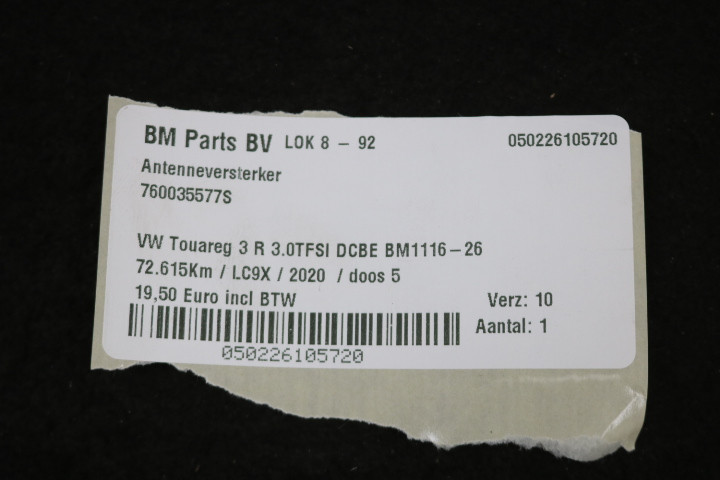 BM Parts BV LOK 8 - 92 050226105720
Antenneversterker
760035577S
VW Touareg 3 R 3.0TFSI DCBE BM1116-26
72.615Km / LC9X / 2020 / doos 5
19,50 Euro incl BTW Verz: 10
Aantal: 1
050226105720